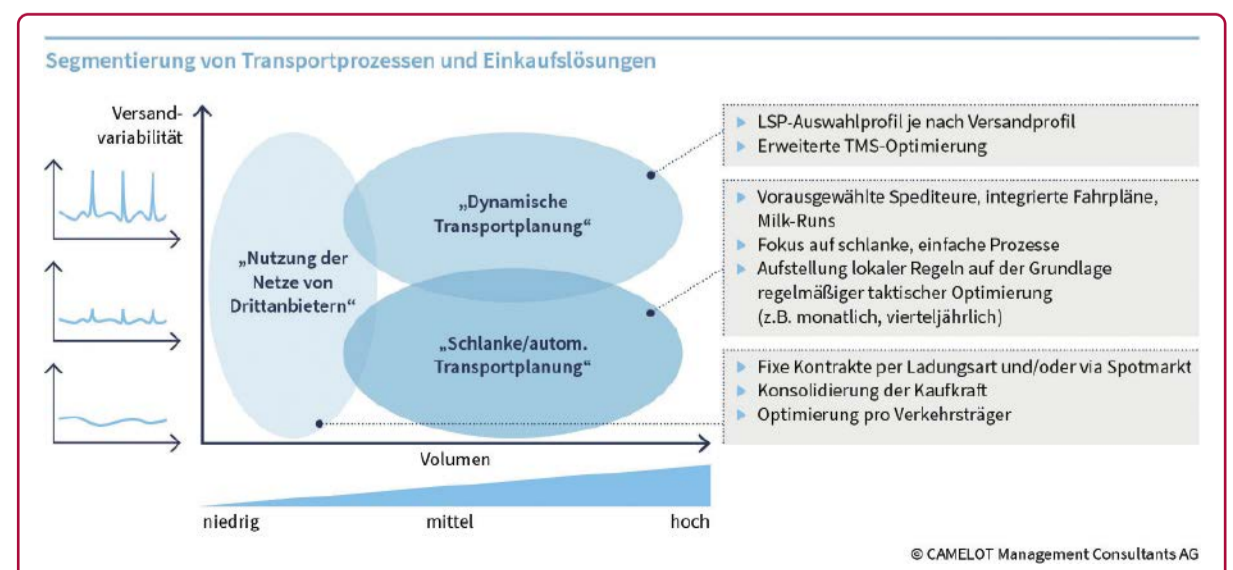 Segmentierung von Transportprozessen und Einkaufslösungen
Versand-
variabilität
„Nutzung der
Netze von
Drittanbietern“
„Dynamische
Transportplanung“
„Schlanke/autom.
Transportplanung“
Volumen
niedrig
mittel
hoch
LSP-Auswahlprofil je nach Versandprofil
Erweiterte TMS-Optimierung
Vorausgewählte Spediteure, integrierte Fahrpläne,
Milk-Runs
Fokus auf schlanke, einfache Prozesse
Aufstellung lokaler Regeln auf der Grundlage
regelmäßiger taktischer Optimierung
(z.B. monatlich, vierteljährlich)
Fixe Kontrakte per Ladungsart und/oder via Spotmarkt
Konsolidierung der Kaufkraft
Optimierung pro Verkehrsträger
© CAMELOT Management Consultants AG